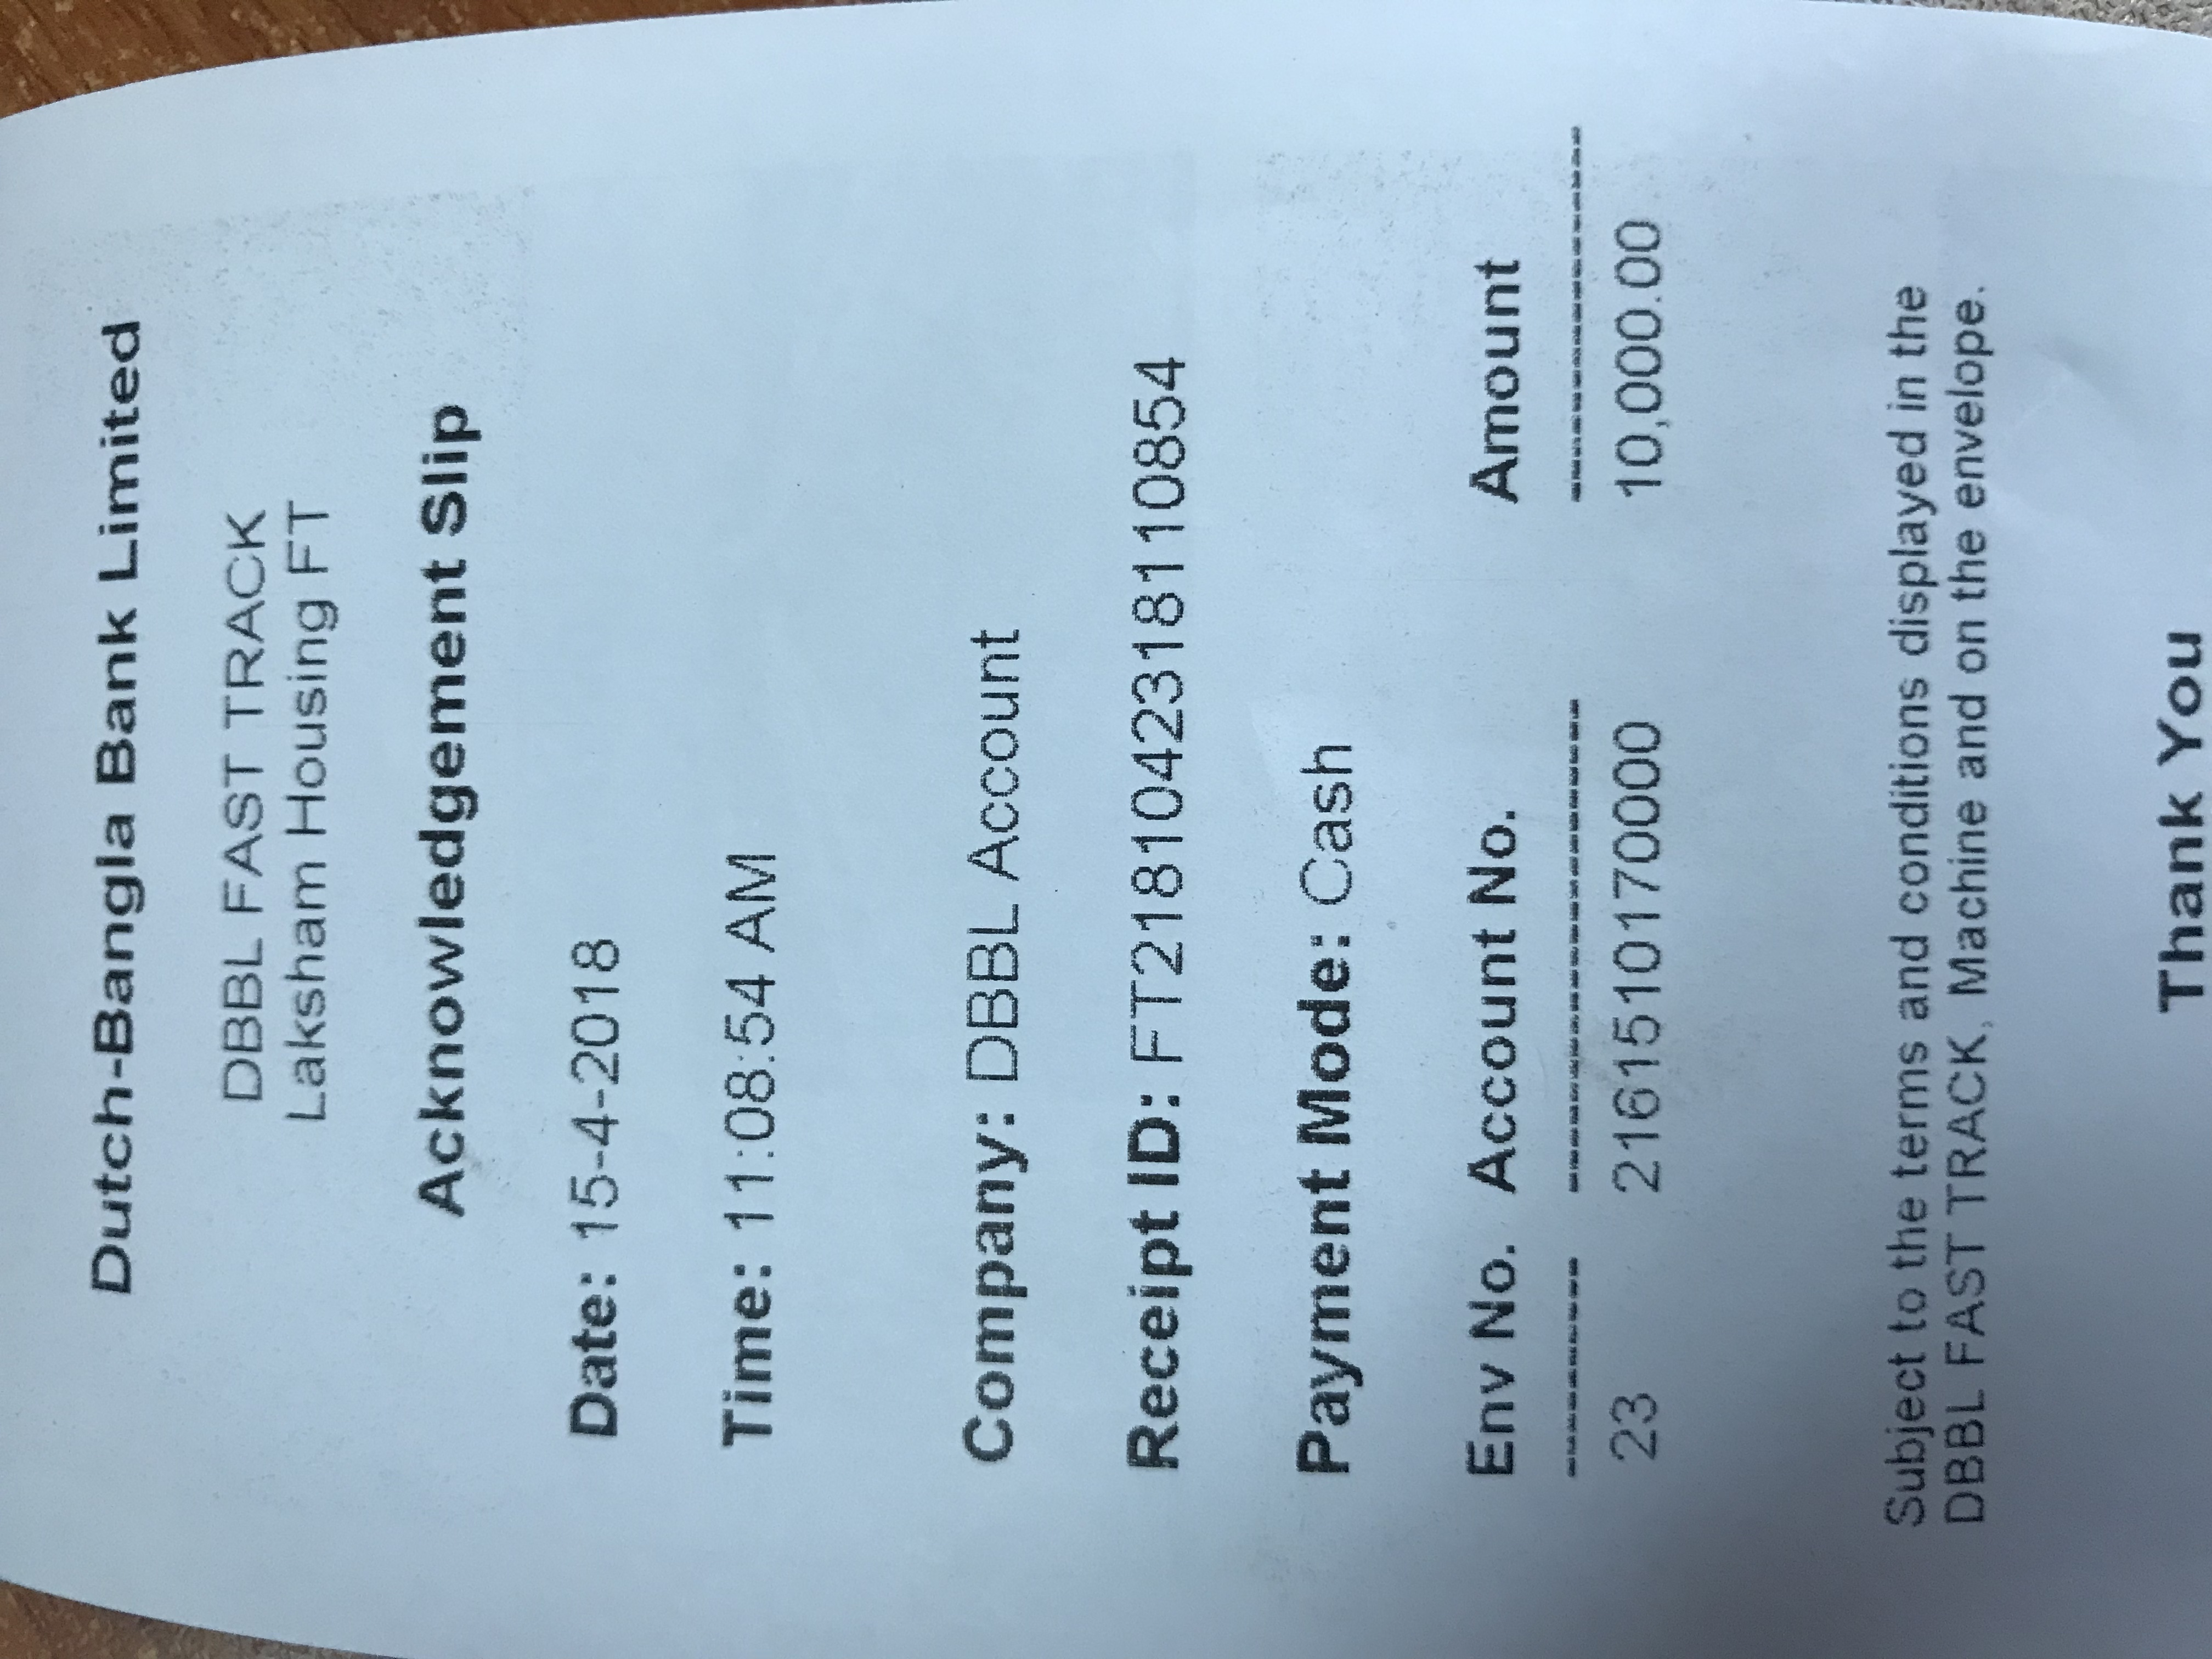 Dutch-Bangla Bank Limited
DBBL FAST TRACK
Laksham Housing FT
Acknowledgement Slip
Date: 15-4-2018
Time: 11:08:54 AM
Company: DBBL Account
Receipt ID: FT2181042318110854
Payment Mode: Cash
Env No. Account No. Amount
23 2161510170000 10,000.00
Subject to the terms and conditions displayed in the
DBBL FAST TRACK, Machine and on the envelope.
Thank You